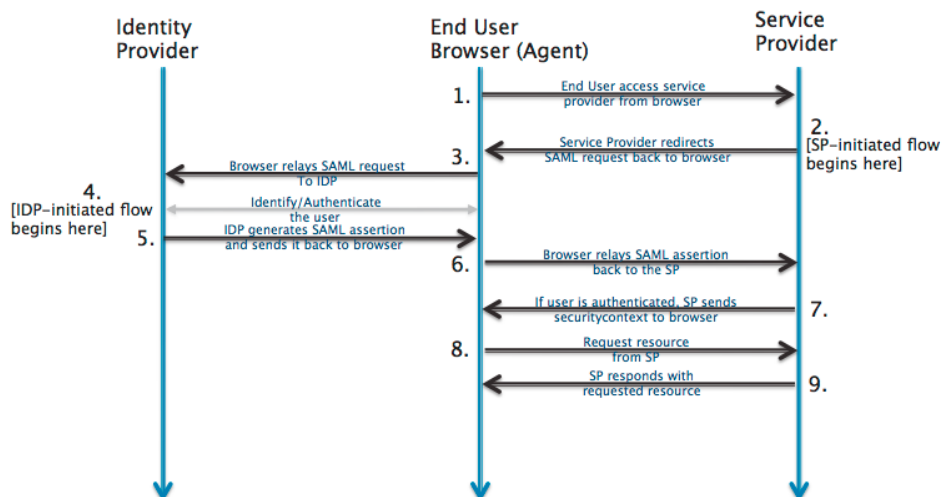 Identity
Provider
End User
Browser (Agent)
Service
Provider
1.
End User access service
provider from browser
2.
[SP-initiated flow
begins here]
Service Provider redirects
SAML request back to browser
3.
Browser relays SAML request
To IDP
4.
[IDP-initiated flow
begins here]
Identify/Authenticate
the user
5.
IDP generates SAML assertion
and sends it back to browser
6.
Browser relays SAML assertion
back to the SP
If user is authenticated, SP sends
securitycontext to browser
7.
8.
Request resource
from SP
SP responds with
requested resource
9.